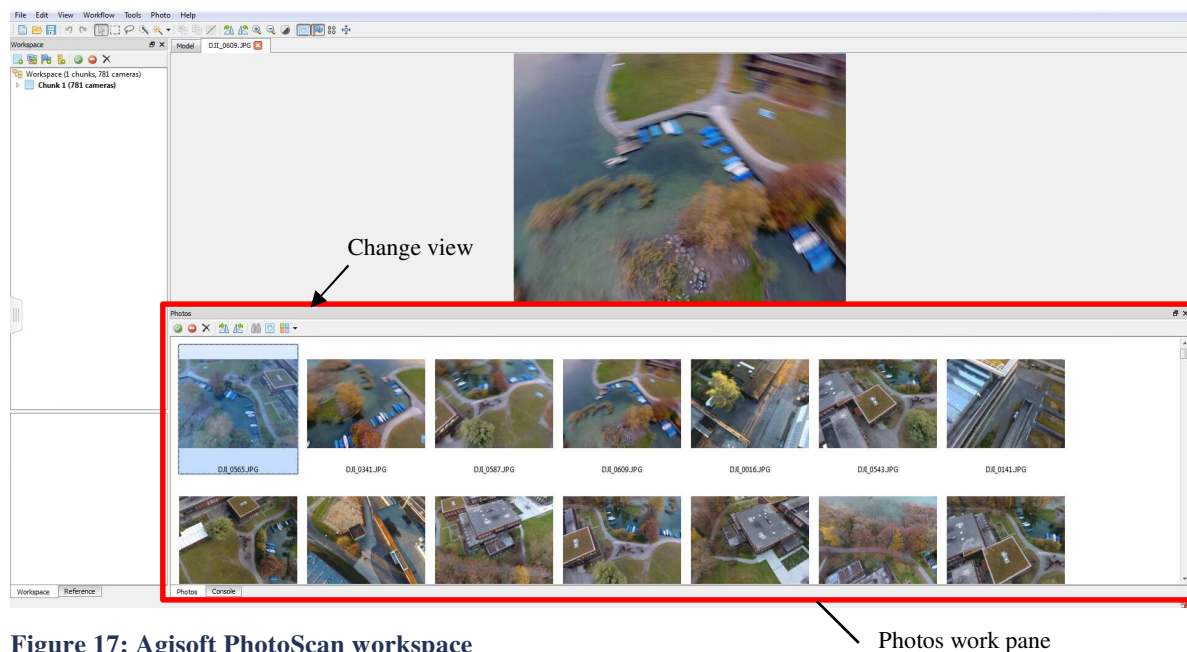 File Edit View Workflow Tools Photo Help
Workspace
Model DJI_0609.JPG
Workspace (1 chunks, 781 cameras)
Chunk 1 (781 cameras)
Change view
Photos
DJI_0565.JPG DJI_0341.JPG DJI_0587.JPG DJI_0609.JPG DJI_0016.JPG DJI_0543.JPG DJI_0141.JPG
Workspace Reference
Photos Console
Photos work pane
Figure 17: Agisoft PhotoScan workspace